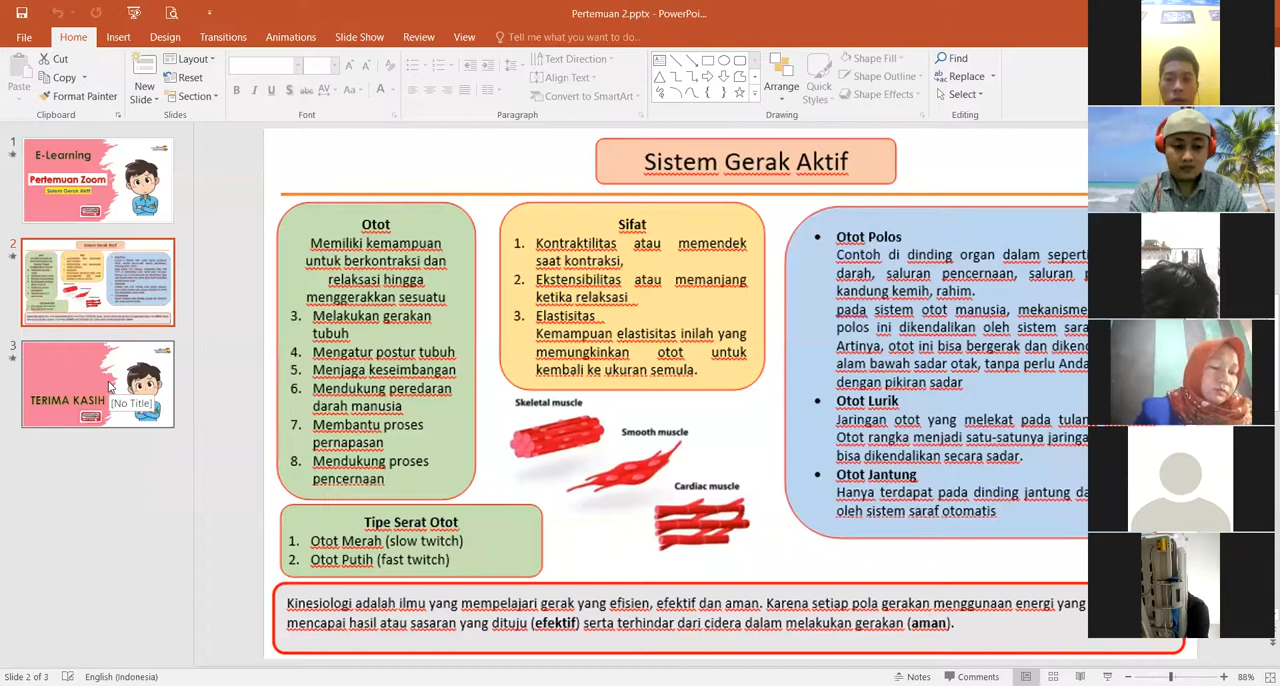 Pertemuan 2.pptx - PowerPoi...
File
Home
Insert
Design
Transitions
Animations
Slide Show
Review
View
Tell me what you want to do...
Paste
Cut
Copy
Format Painter
Clipboard
New
Slide
Layout
Reset
Section
Slides
Font
Text Direction
Align Text
Convert to SmartArt
Paragraph
Arrange
Quick
Styles
Shape Fill
Shape Outline
Shape Effects
Drawing
Find
Replace
Select
Editing
1
E-Learning
Pertemuan Zoom
Sistem Gerak Aktif
2
3
TERIMA KASIH
[No Title]
Sistem Gerak Aktif
Otot
Memiliki kemampuan
untuk berkontraksi dan
relaksasi hingga
menggerakkan sesuatu
3. Melakukan gerakan
tubuh
4. Mengatur postur tubuh
5. Menjaga keseimbangan
6. Mendukung peredaran
darah manusia
7. Membantu proses
pernapasan
8. Mendukung proses
pencernaan
Tipe Serat Otot
1. Otot Merah (slow twitch)
2. Otot Putih (fast twitch)
Sifat
1. Kontraktilitas atau memendek
saat kontraksi,
2. Ekstensibilitas atau memanjang
ketika relaksasi
3. Elastisitas
Kemampuan elastisitas inilah yang
memungkinkan otot untuk
kembali ke ukuran semula.
Skeletal muscle
Smooth muscle
Cardiac muscle
• Otot Polos
Contoh di dinding organ dalam seperti
darah, saluran pencernaan, saluran p
kandung kemih, rahim.
pada sistem otot manusia, mekanisme
polos ini dikendalikan oleh sistem sara
Artinya, otot ini bisa bergerak dan dikend
alam bawah sadar otak, tanpa perlu Anda
dengan pikiran sadar
• Otot Lurik
Jaringan otot yang melekat pada tulan
Otot rangka menjadi satu-satunya jaringa
bisa dikendalikan secara sadar.
• Otot Jantung
Hanya terdapat pada dinding jantung da
oleh sistem saraf otomatis
Kinesiologi adalah ilmu yang mempelajari gerak yang efisien, efektif dan aman. Karena setiap pola gerakan menggunaan energi yang
mencapai hasil atau sasaran yang dituju (efektif) serta terhindar dari cidera dalam melakukan gerakan (aman).
Slide 2 of 3
English (Indonesia)
Notes
Comments
88%